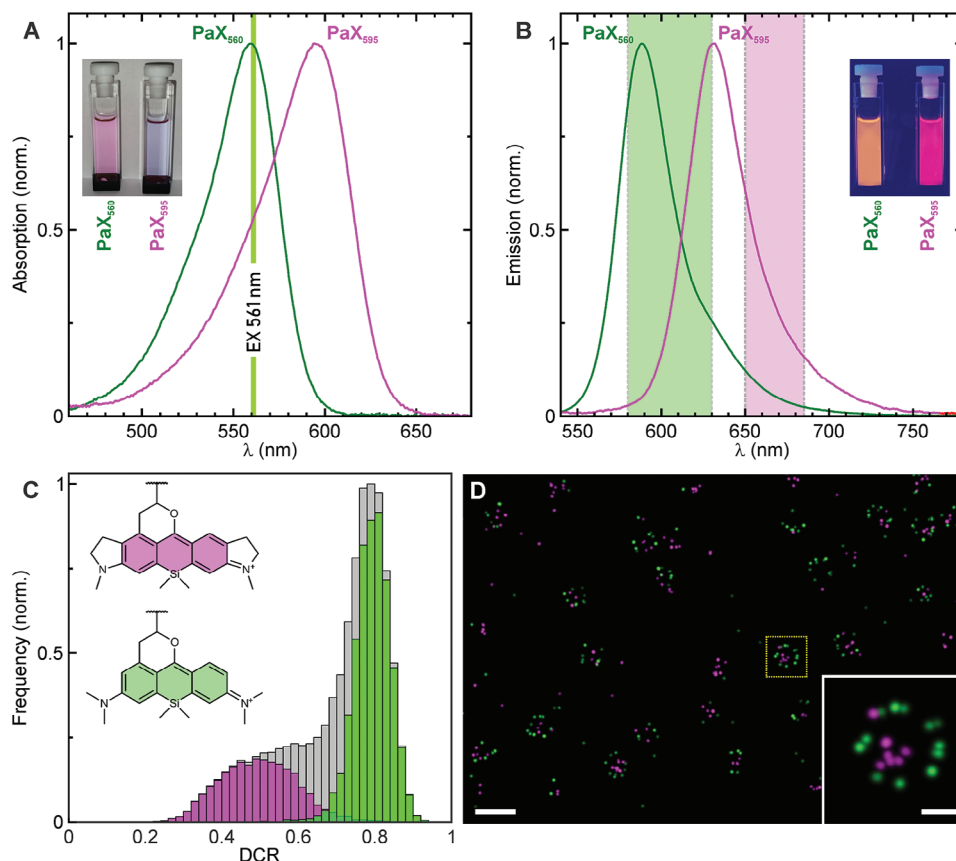 A
PaX560
PaX595
Absorption (norm.)
1
0.5
0
PaX560
PaX595
EX 561 nm
500
550
600
650
λ (nm)
B
PaX560
PaX595
Emission (norm.)
1
0.5
0
PaX560
PaX595
550
600
650
700
750
λ (nm)
C
Frequency (norm.)
1
0.5
0
O
N
Si
N+
O
N
Si
N+
0
0.2
0.4
0.6
0.8
1
DCR
D